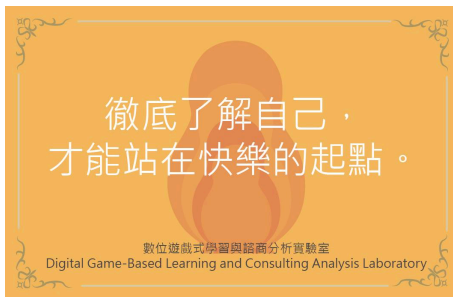 徹底了解自己，
才能站在快樂的起點。
數位遊戲式學習與諮商分析實驗室
Digital Game-Based Learning and Consulting Analysis Laboratory